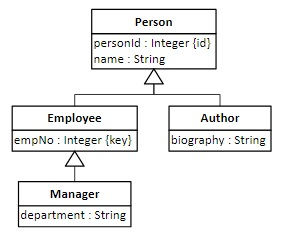 Person
personId : Integer {id}
name : String
Employee
empNo : Integer {key}
Author
biography : String
Manager
department : String